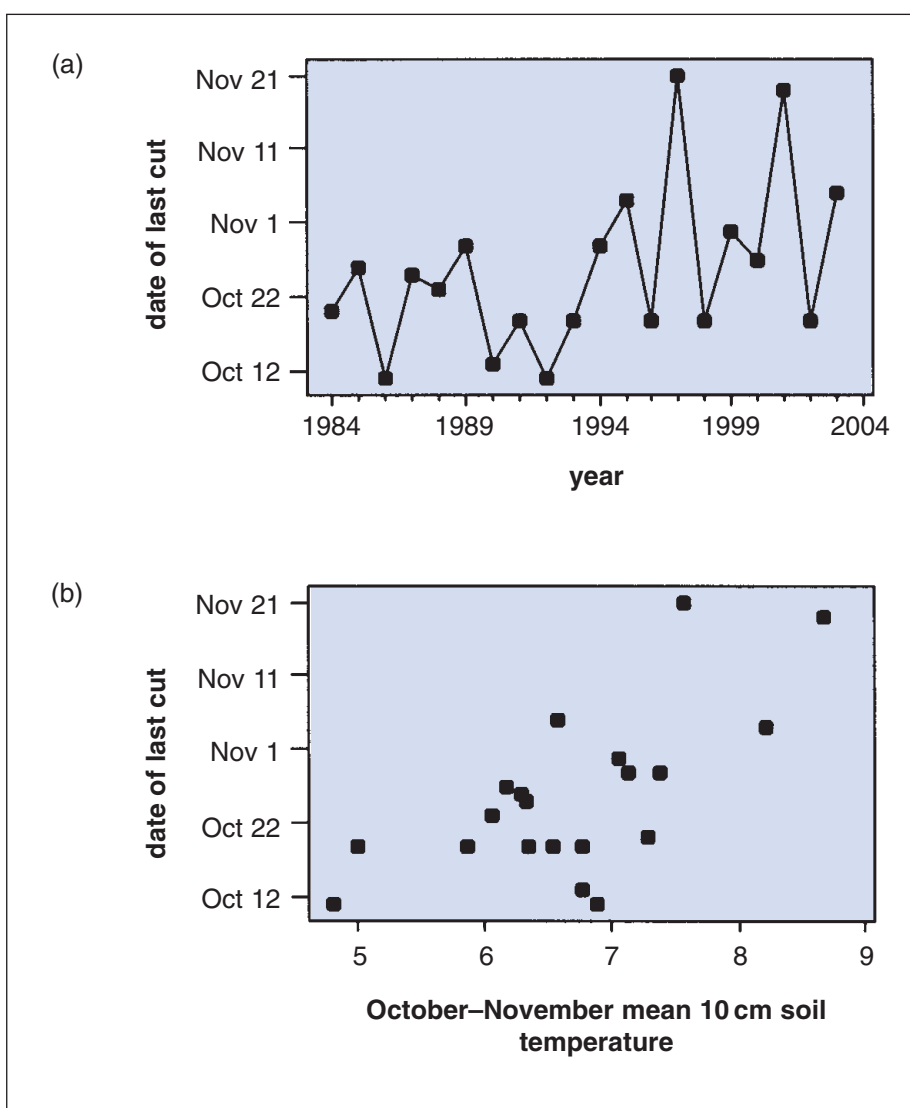 (a)
date of last cut
Nov 21
Nov 11
Nov 1
Oct 22
Oct 12
1984 1989 1994 1999 2004
year
(b)
date of last cut
Nov 21
Nov 11
Nov 1
Oct 22
Oct 12
5 6 7 8 9
October–November mean 10 cm soil
temperature